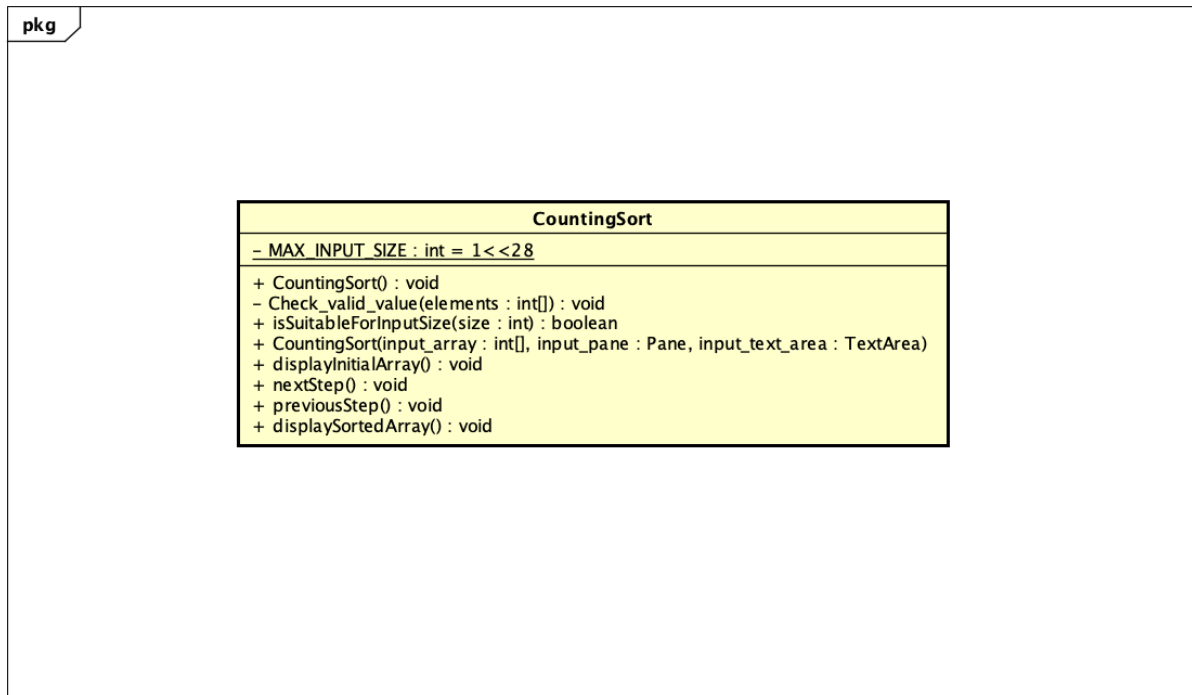 pkg
CountingSort
- MAX_INPUT_SIZE : int = 1<<28
+ CountingSort() : void
- Check_valid_value(elements : int[]) : void
+ isSuitableForInputSize(size : int) : boolean
+ CountingSort(input_array : int[], input_pane : Pane, input_text_area : TextArea)
+ displayInitialArray() : void
+ nextStep() : void
+ previousStep() : void
+ displaySortedArray() : void